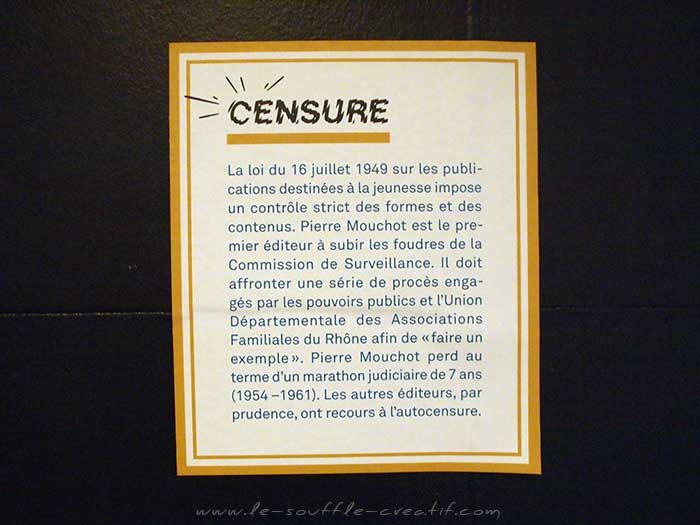 CENSURE
La loi du 16 juillet 1949 sur les publi-
cations destinées à la jeunesse impose
un contrôle strict des formes et des
contenus. Pierre Mouchot est le pre-
mier éditeur à subir les foudres de la
Commission de Surveillance. Il doit
affronter une série de procès enga-
gés par les pouvoirs publics et l'Union
Départementale des Associations
Familiales du Rhône afin de « faire un
exemple ». Pierre Mouchot perd au
terme d'un marathon judiciaire de 7 ans
(1954 – 1961). Les autres éditeurs, par
prudence, ont recours à l'autocensure.
www.le-souffle-creatif.com